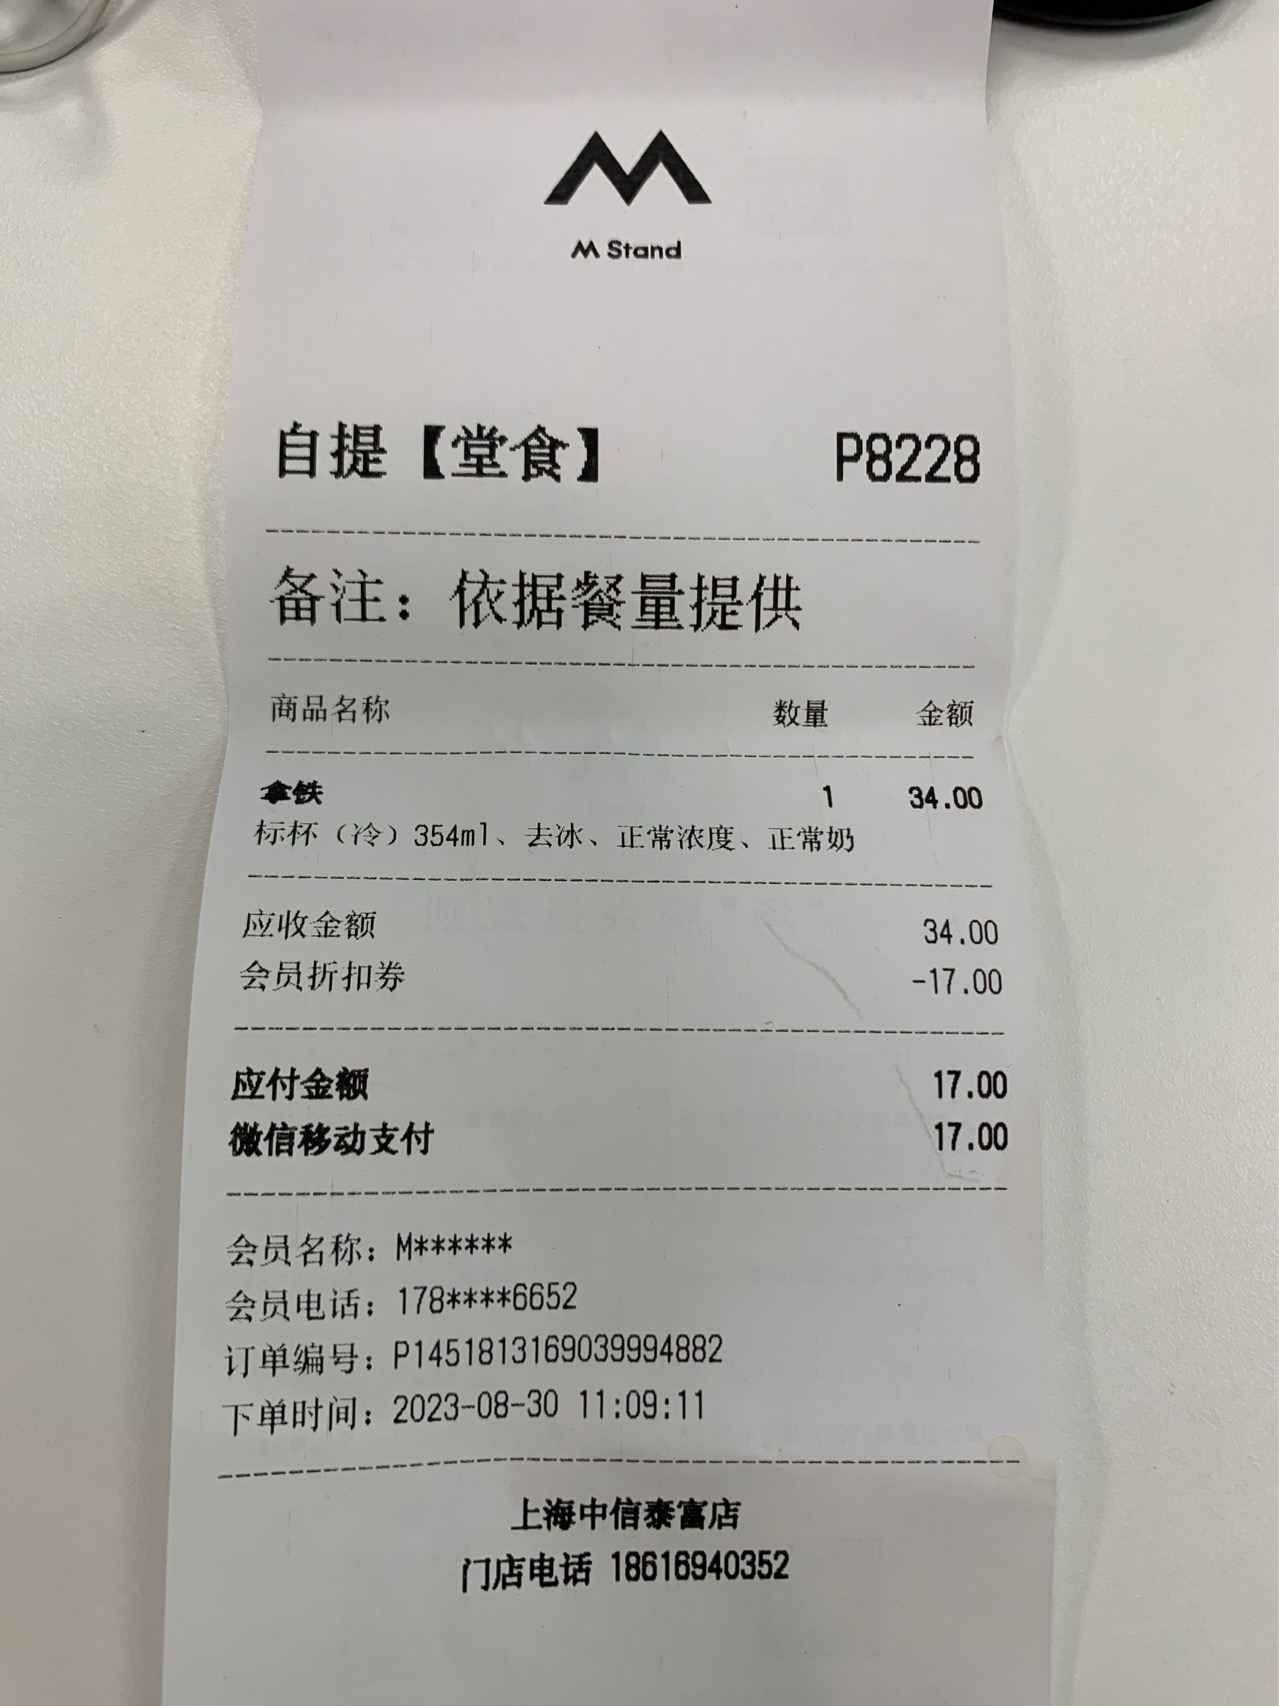 M Stand
自提【堂食】 P8228
备注：依据餐量提供
商品名称 数量 金额
拿铁 1 34.00
标杯（冷）354ml、去冰、正常浓度、正常奶
应收金额 34.00
会员折扣券 -17.00
应付金额 17.00
微信移动支付 17.00
会员名称：M******
会员电话：178****6652
订单编号：P1451813169039994882
下单时间：2023-08-30 11:09:11
上海中信泰富店
门店电话 18616940352